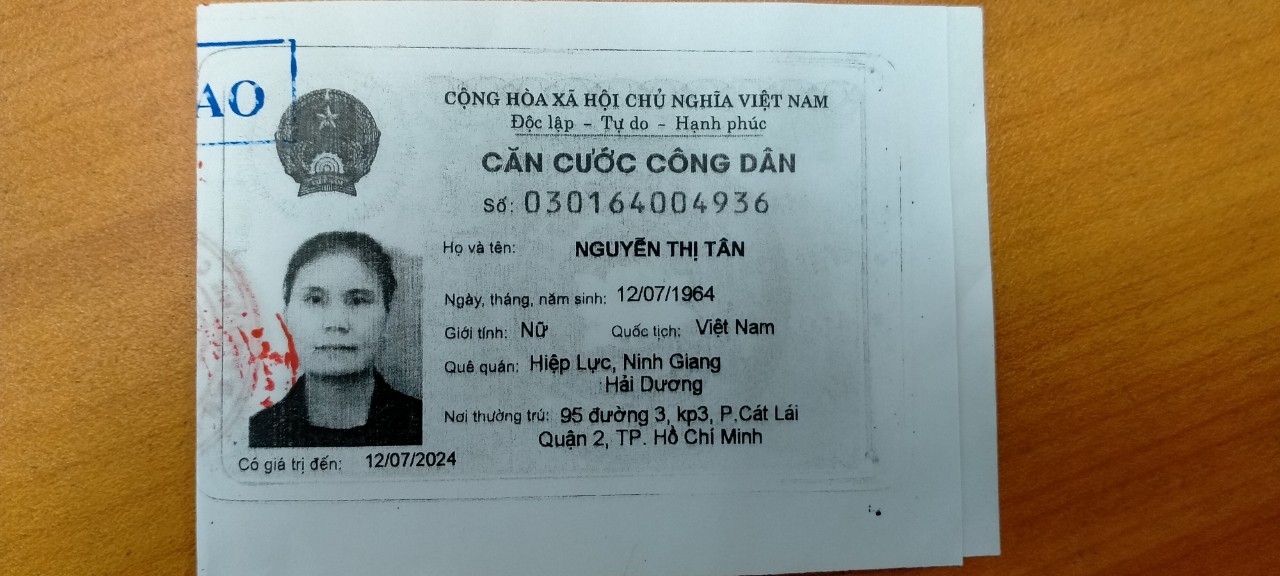 AO
CỘNG HÒA XÃ HỘI CHỦ NGHĨA VIỆT NAM
Độc lập - Tự do - Hạnh phúc
CĂN CƯỚC CÔNG DÂN
Số: 030164004936
Họ và tên: NGUYỄN THỊ TÂN
Ngày, tháng, năm sinh: 12/07/1964
Giới tính: Nữ Quốc tịch: Việt Nam
Quê quán: Hiệp Lực, Ninh Giang
Hải Dương
Nơi thường trú: 95 đường 3, kp3, P.Cát Lái
Quận 2, TP. Hồ Chí Minh
Có giá trị đến: 12/07/2024